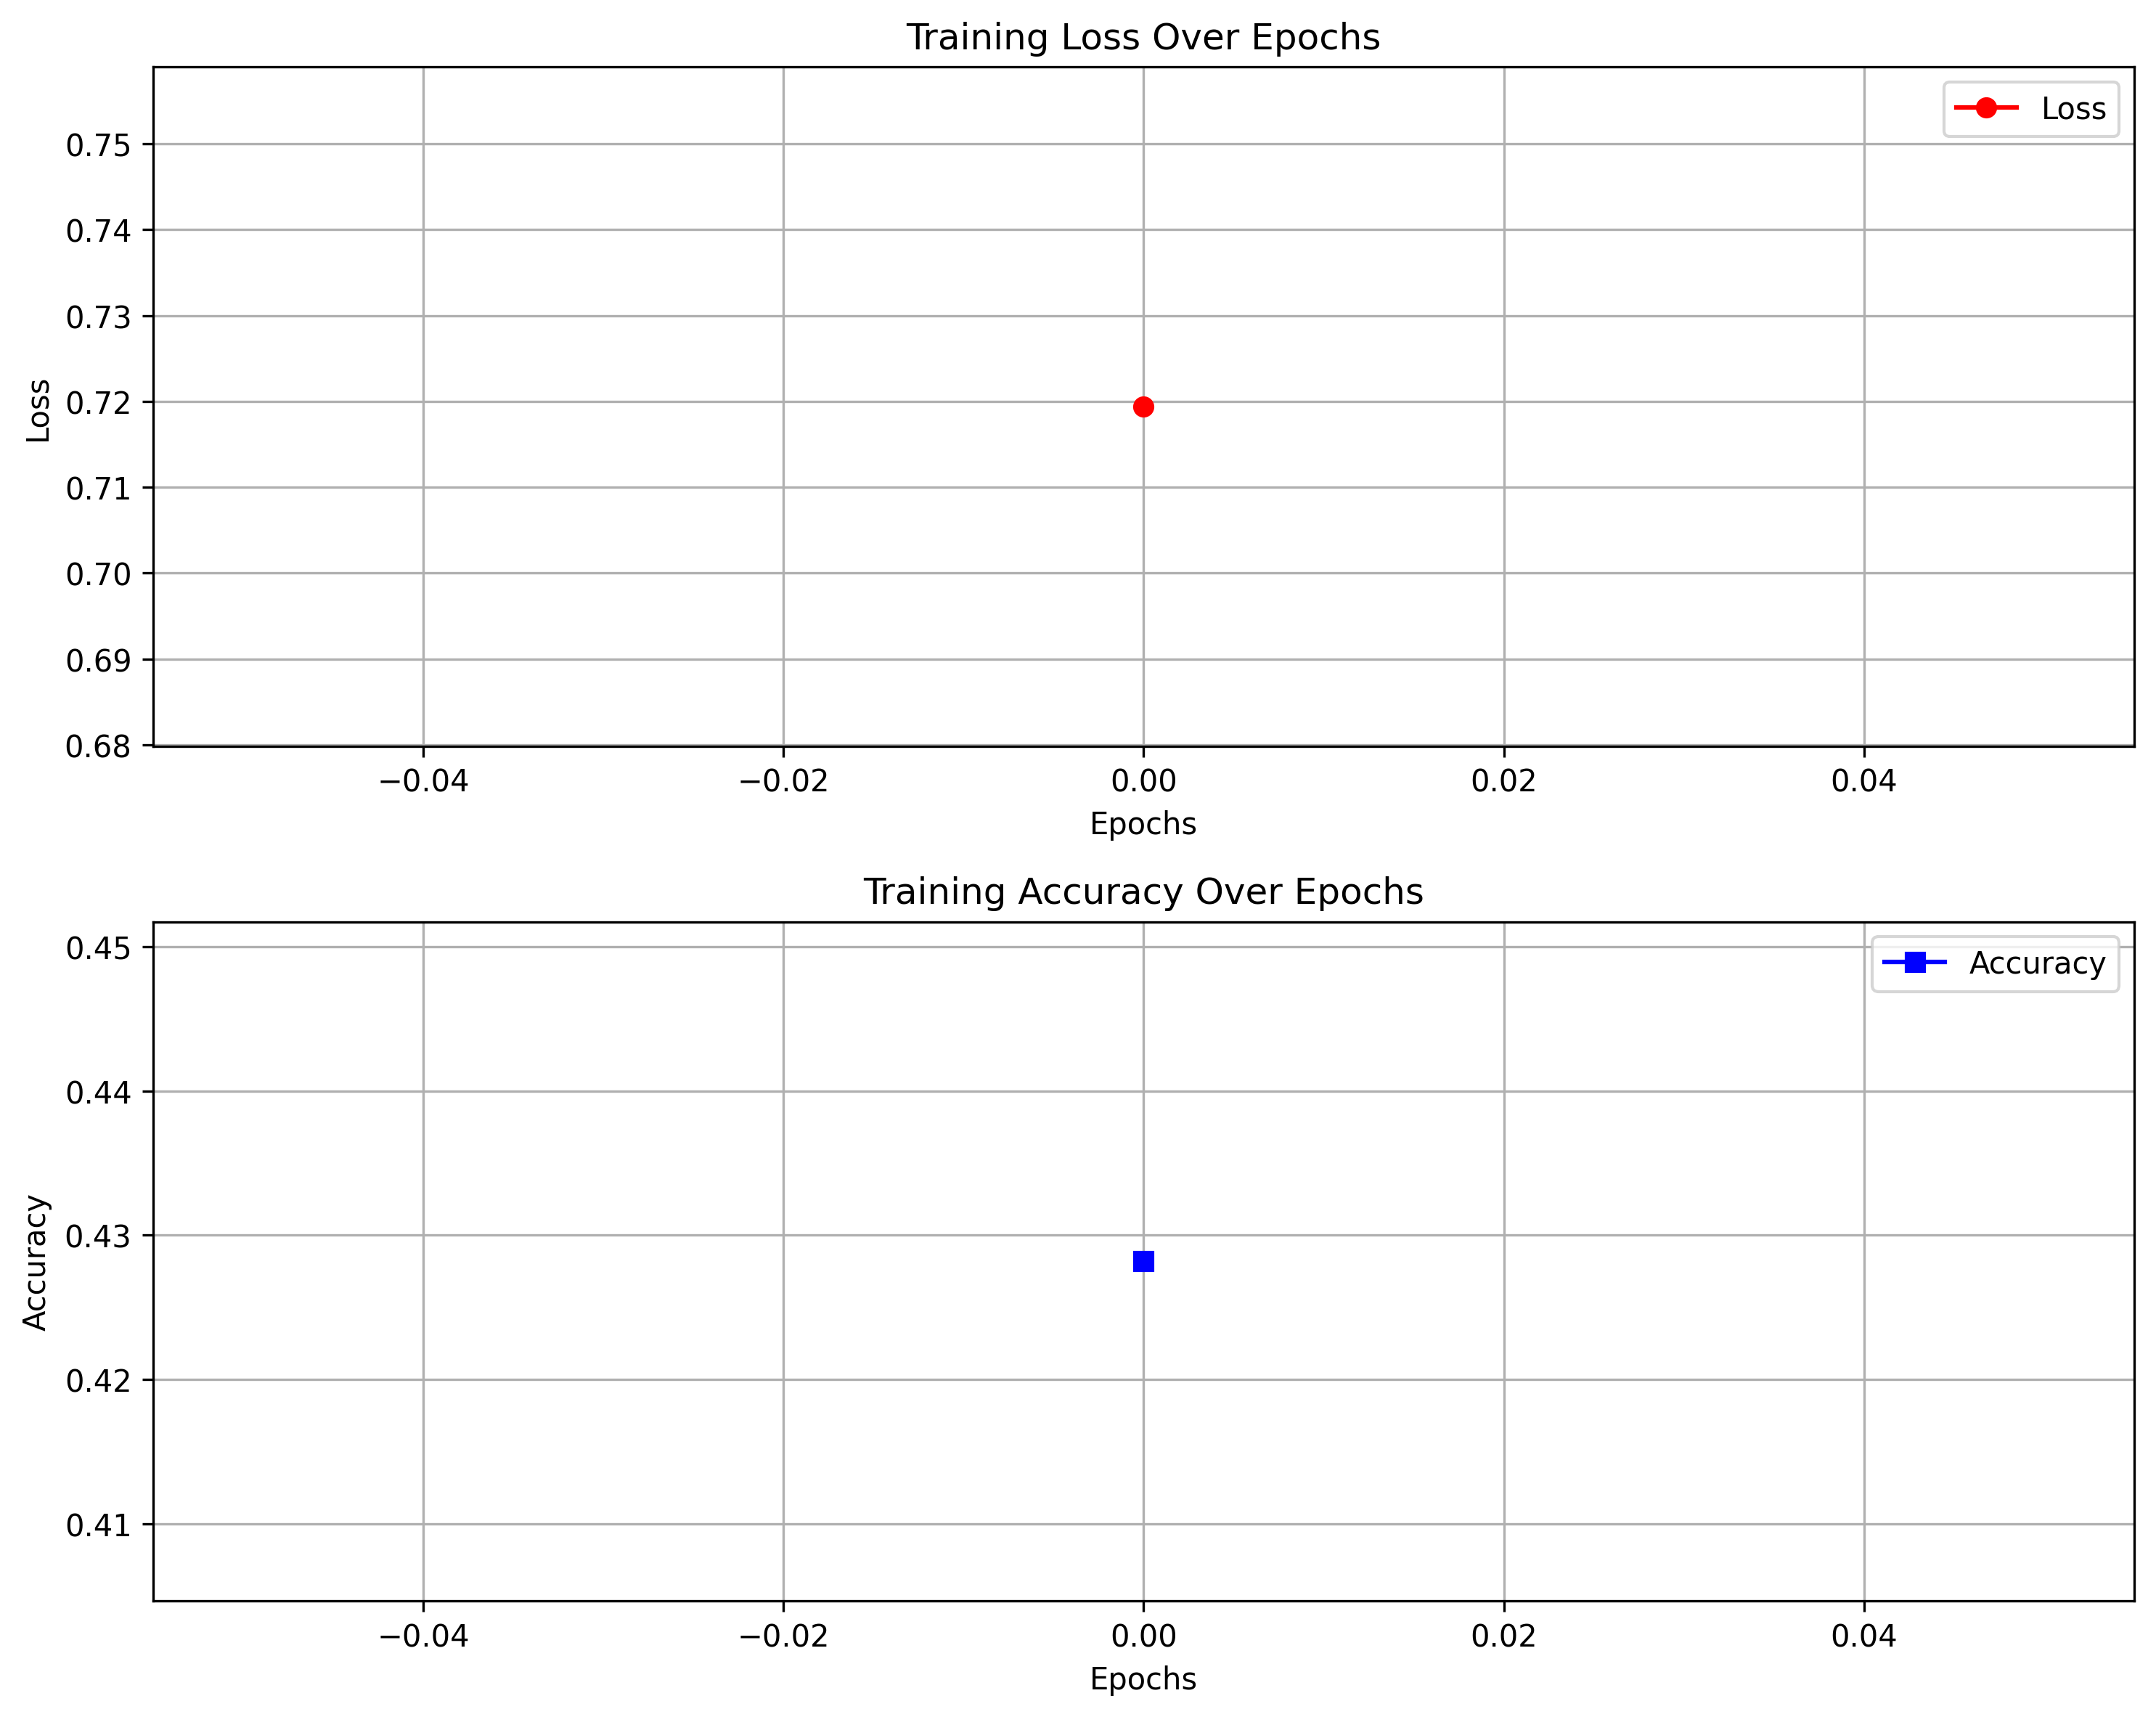 Training Loss Over Epochs
Loss
0.75
0.74
0.73
0.72
0.71
0.70
0.69
0.68
Loss
−0.04 −0.02 0.00 0.02 0.04
Epochs
Training Accuracy Over Epochs
Accuracy
0.45
0.44
0.43
0.42
0.41
Accuracy
−0.04 −0.02 0.00 0.02 0.04
Epochs